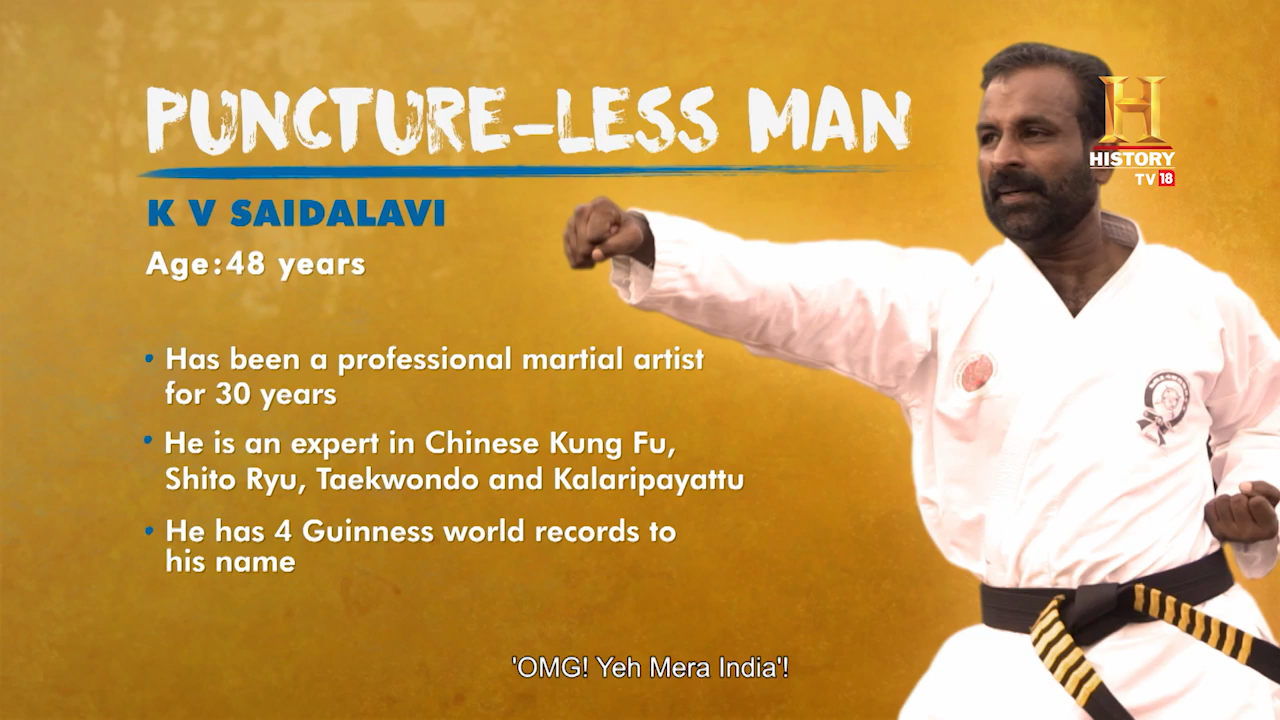 PUNCTURE-LESS MAN
H
HISTORY
TV 18
K V SAIDALAVI
Age:48 years
• Has been a professional martial artist
for 30 years
• He is an expert in Chinese Kung Fu,
Shito Ryu, Taekwondo and Kalaripayattu
• He has 4 Guinness world records to
his name
'OMG! Yeh Mera India'!